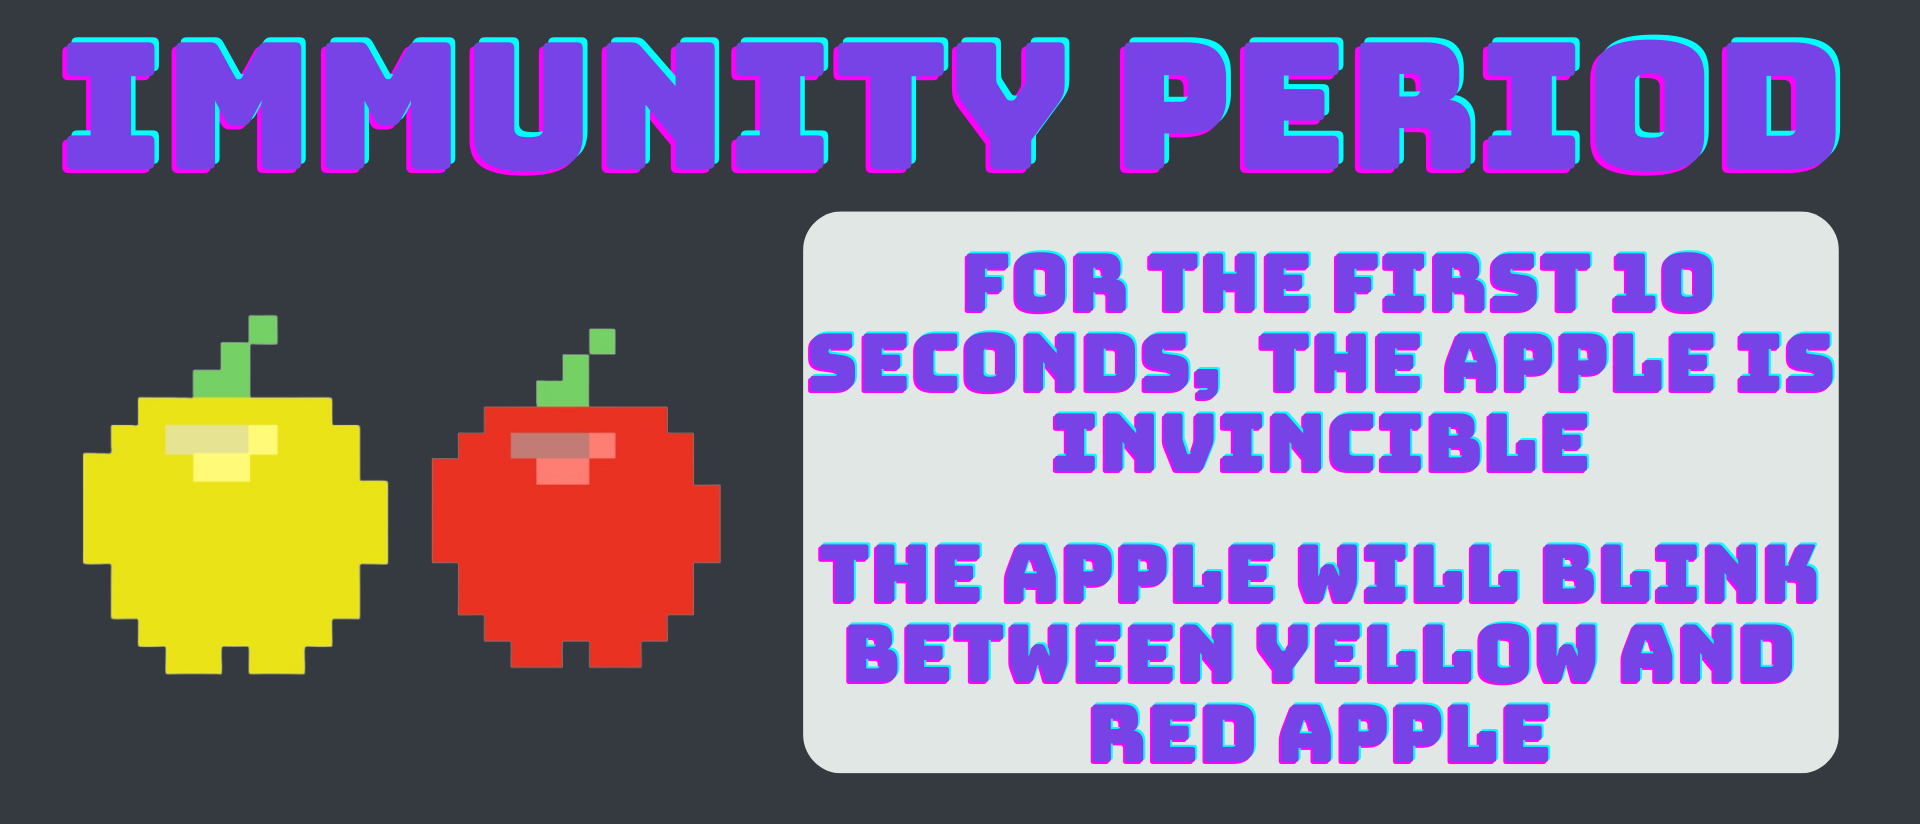 IMMUNITY PERIOD
FOR THE FIRST 10
SECONDS, THE APPLE IS
INVINCIBLE
THE APPLE WILL BLINK
BETWEEN YELLOW AND
RED APPLE